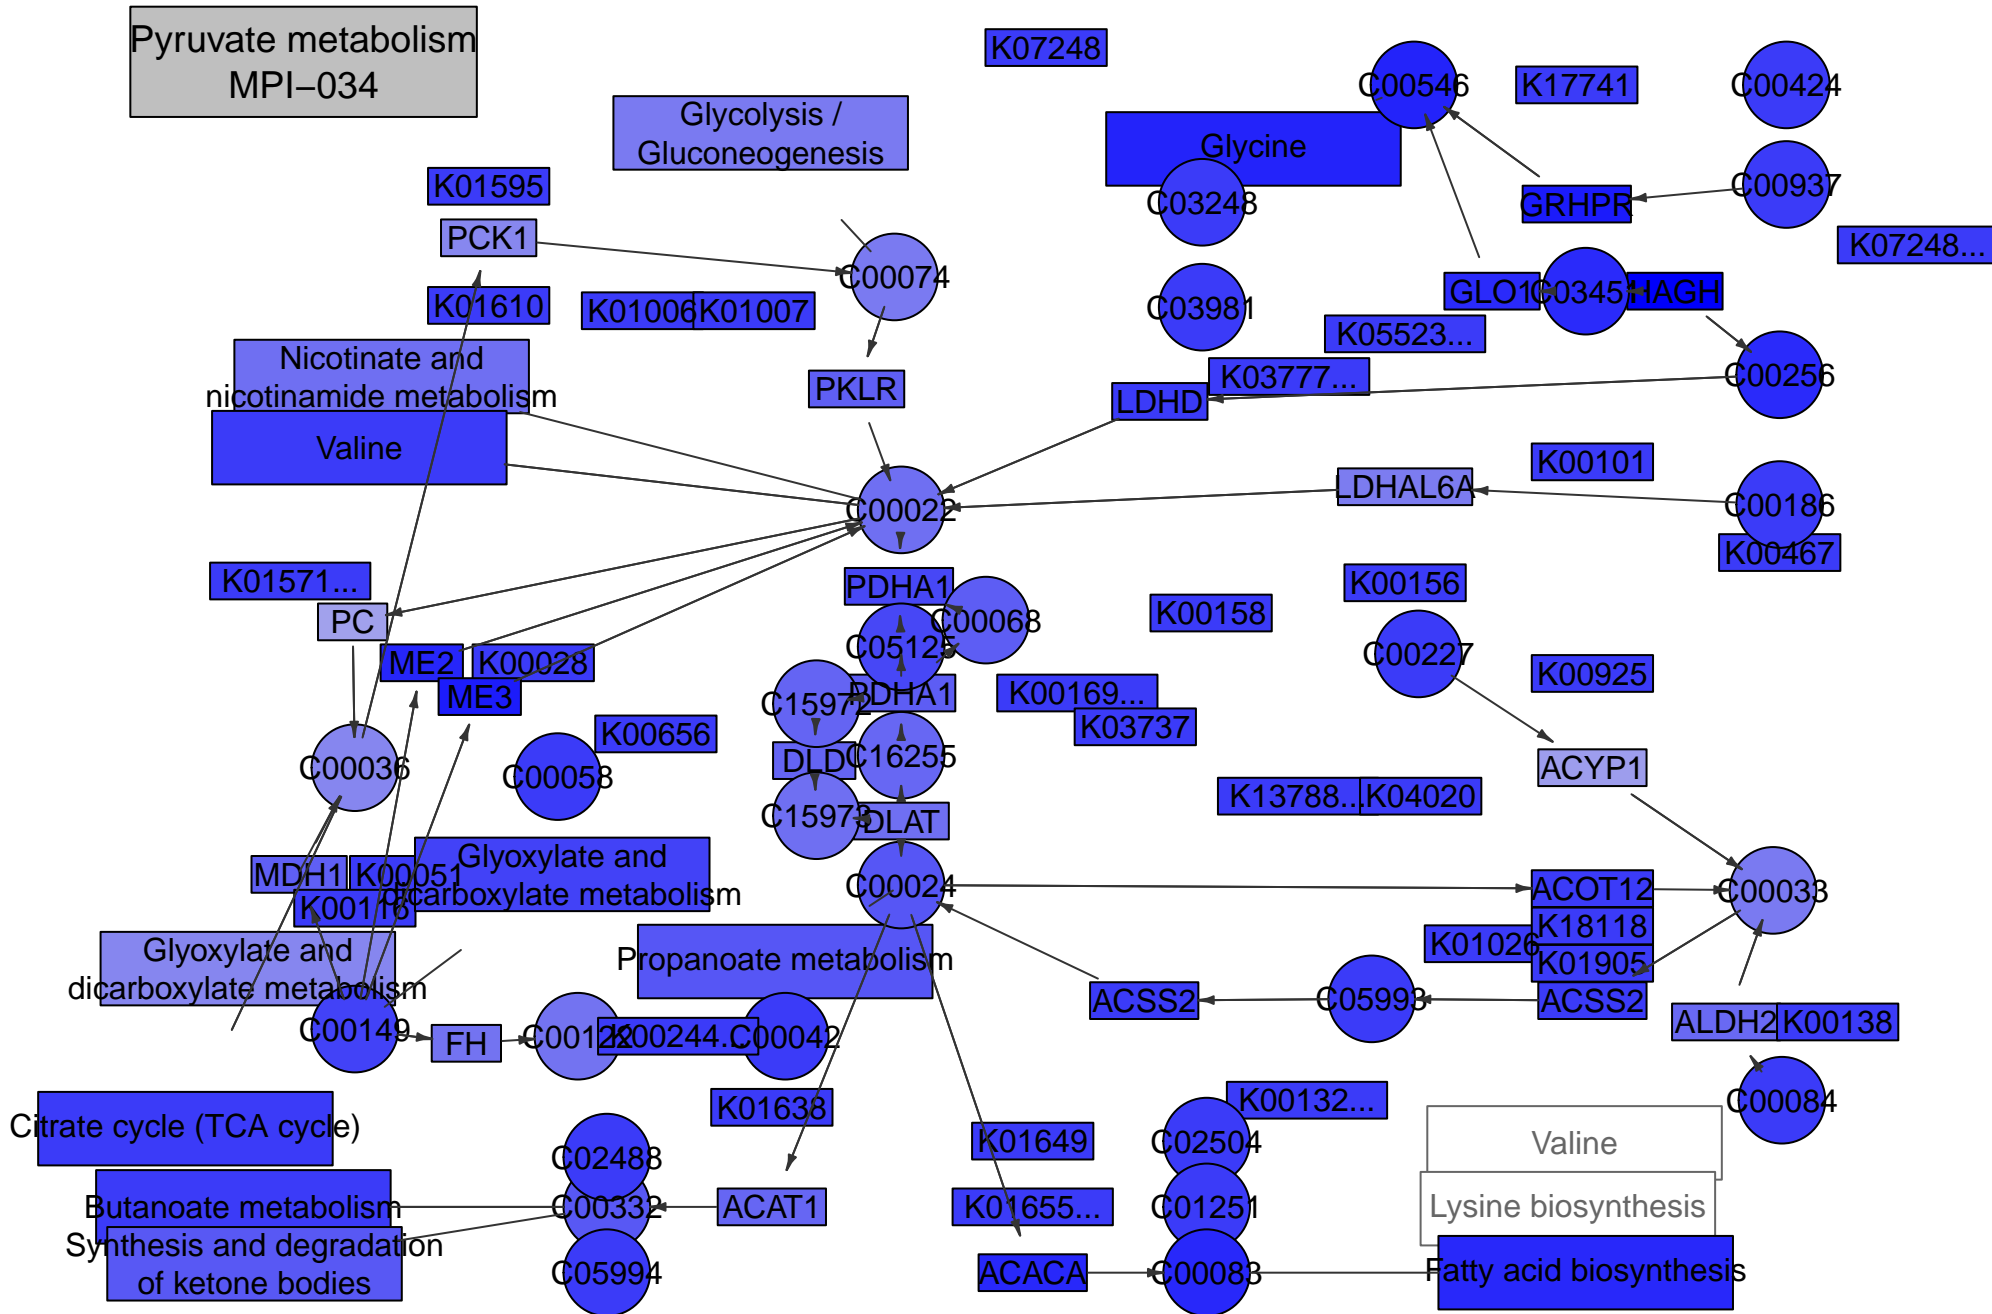 Pyruvate metabolism
MPI−034
K07248
Glycolysis /
Gluconeogenesis
C00546
K17741
C00424
Glycine
K01595
C03248
GRHPR
C00937
PCK1
K07248...
C00074
K01610
K01006
K01007
C03981
GLO1
C03451
HAGH
K05523...
Nicotinate and
nicotinamide metabolism
PKLR
K03777...
LDHD
C00256
Valine
K00101
LDHAL6A
C00022
C00186
K00467
K01571...
PDHA1
K00156
PC
C00068
K00158
C05125
C00227
ME2
K00028
ME3
C15972
PDHA1
K00169...
K00925
K03737
K00656
C00036
C00058
DLD
C16255
ACYP1
K13788...
K04020
C15973
DLAT
MDH1
K00051
Glyoxylate and
dicarboxylate metabolism
K00116
C00024
ACOT12
C00033
K18118
K01026
K01905
Glyoxylate and
dicarboxylate metabolism
Propanoate metabolism
ACSS2
C05993
ACSS2
C00149
FH
C00122
K00244...
C00042
ALDH2
K00138
K01638
K00132...
C00084
Citrate cycle (TCA cycle)
C02488
K01649
C02504
Valine
Butanoate metabolism
C00332
ACAT1
K01655...
C01251
Lysine biosynthesis
Synthesis and degradation
of ketone bodies
C05994
ACACA
C00083
Fatty acid biosynthesis